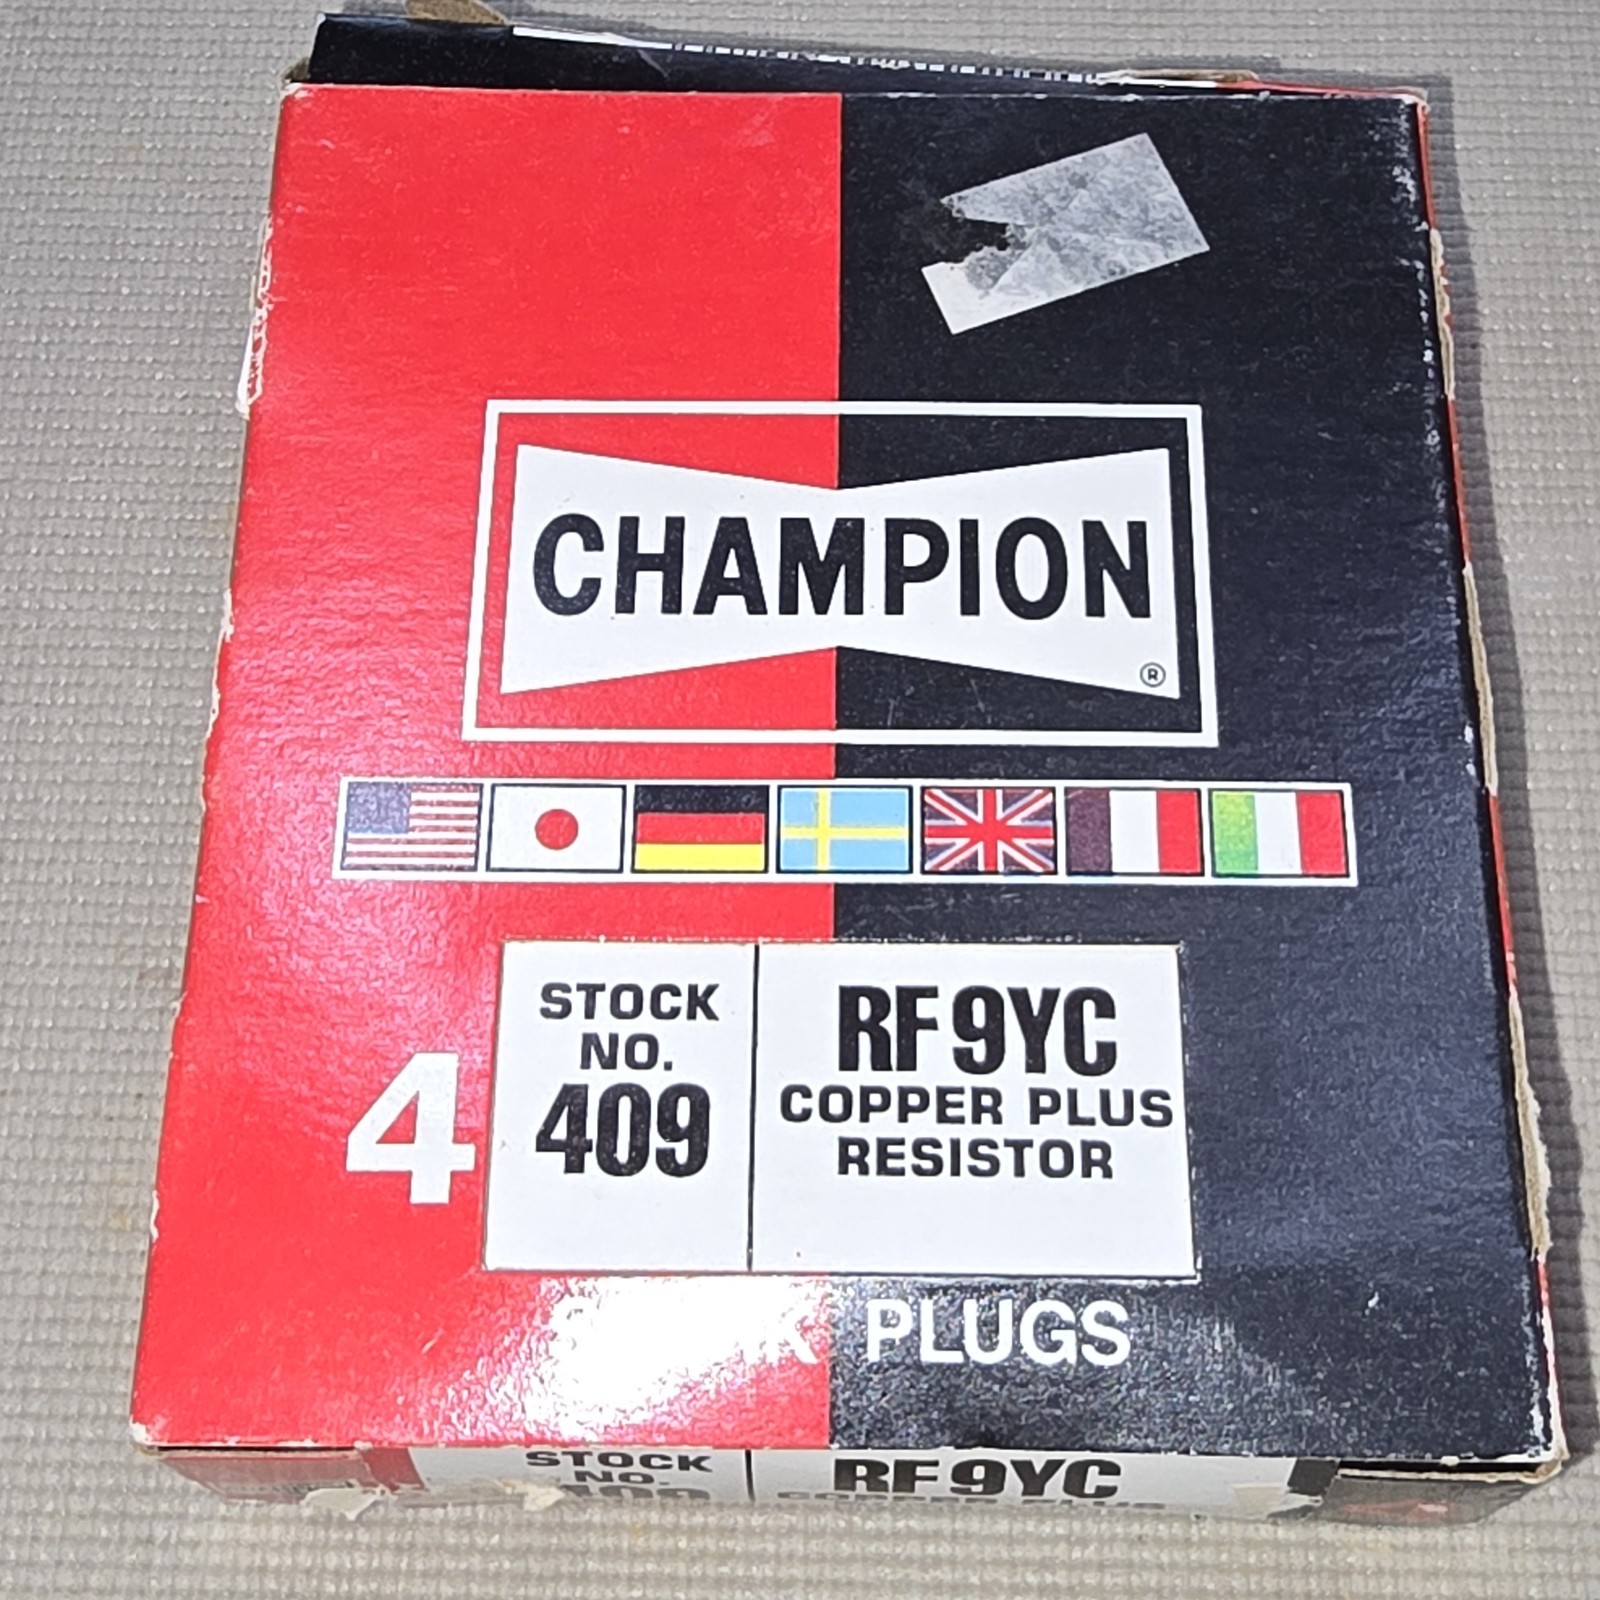 CHAMPION
®
4
STOCK
NO.
409
RF9YC
COPPER PLUS
RESISTOR
PLUGS
STOCK
NO.
RF9YC